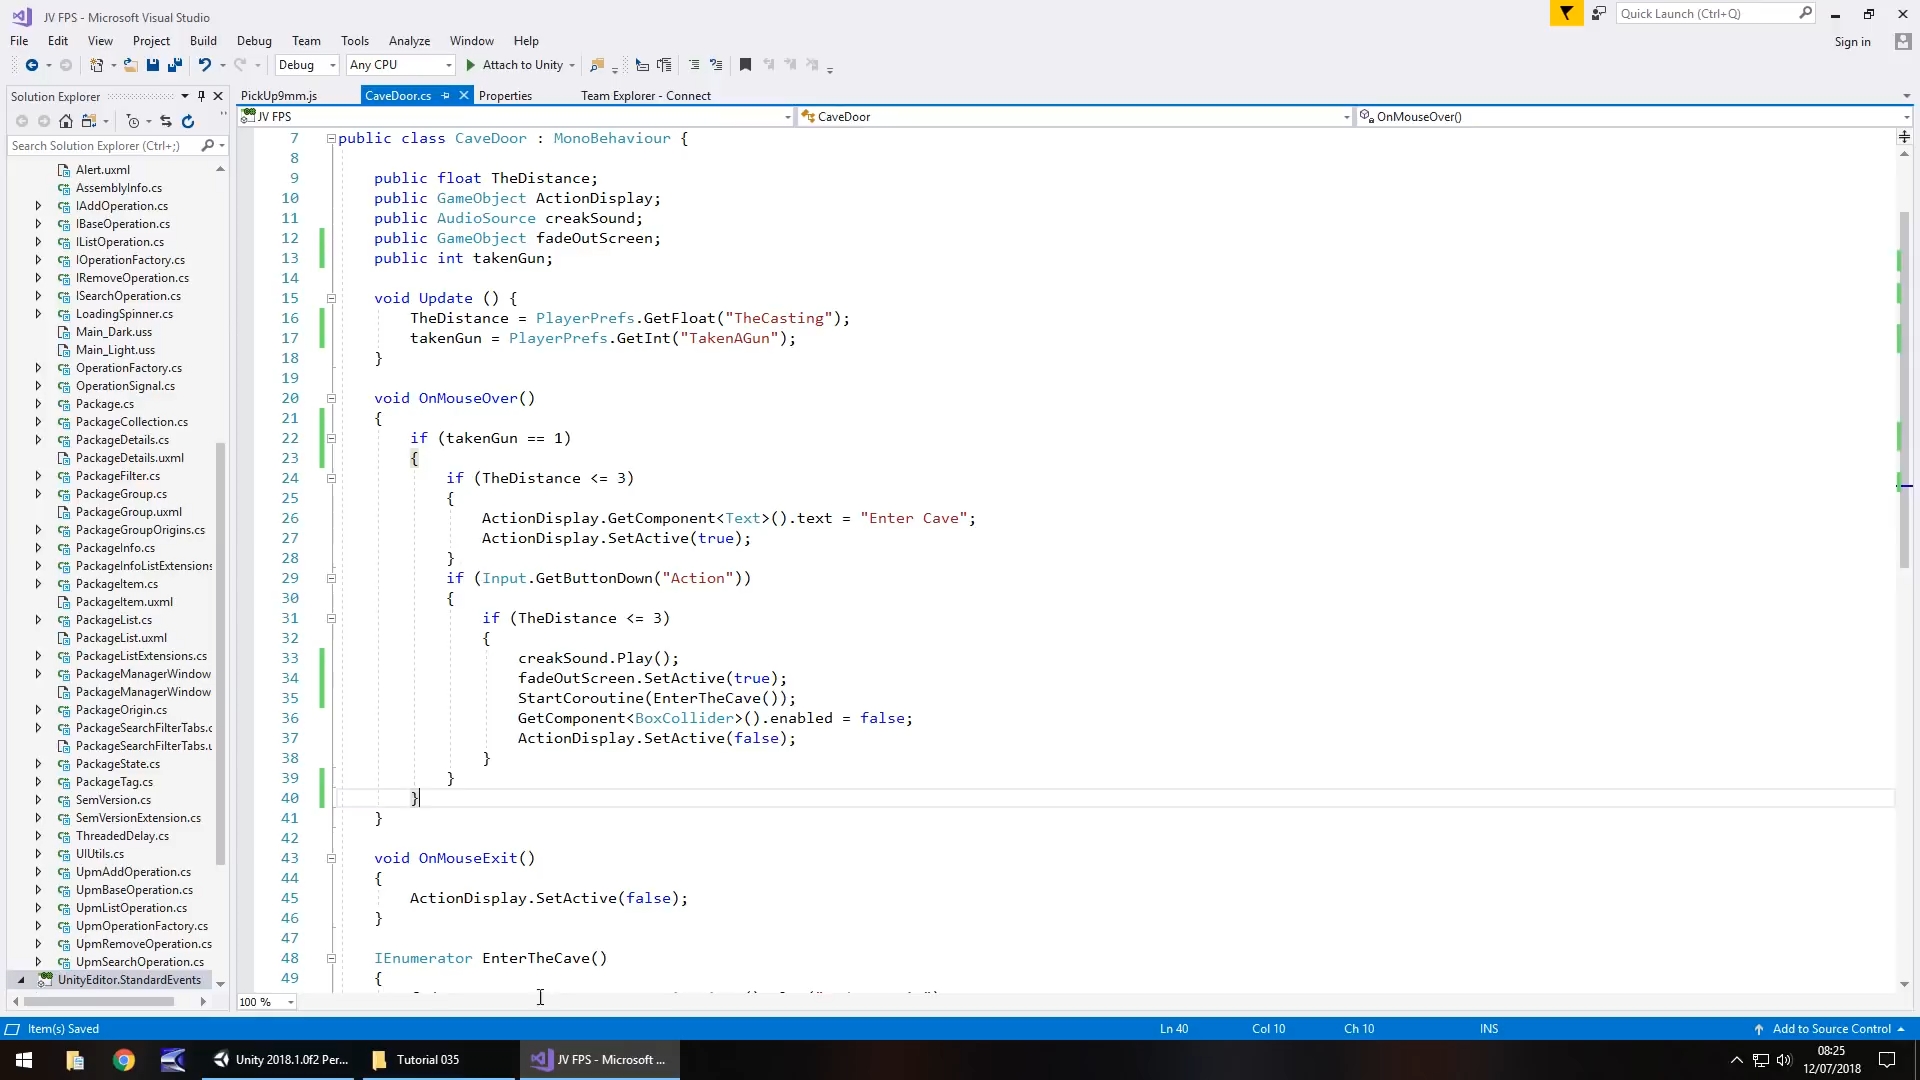 JV FPS - Microsoft Visual Studio
Quick Launch (Ctrl+Q)
File Edit View Project Build Debug Team Tools Analyze Window Help
Sign in
Debug Any CPU Attach to Unity
Solution Explorer
PickUp9mm.js CaveDoor.cs Properties Team Explorer - Connect
JV FPS CaveDoor OnMouseOver()
Search Solution Explorer (Ctrl+;)
Alert.uxml
AssemblyInfo.cs
IAddOperation.cs
IBaseOperation.cs
IListOperation.cs
IOperationFactory.cs
IRemoveOperation.cs
ISearchOperation.cs
LoadingSpinner.cs
Main_Dark.uss
Main_Light.uss
OperationFactory.cs
OperationSignal.cs
Package.cs
PackageCollection.cs
PackageDetails.cs
PackageDetails.uxml
PackageFilter.cs
PackageGroup.cs
PackageGroup.uxml
PackageGroupOrigins.cs
PackageInfo.cs
PackageInfoListExtensions
PackageItem.cs
PackageItem.uxml
PackageList.cs
PackageList.uxml
PackageListExtensions.cs
PackageManagerWindow
PackageManagerWindow
PackageOrigin.cs
PackageSearchFilterTabs.c
PackageSearchFilterTabs.u
PackageState.cs
PackageTag.cs
SemVersion.cs
SemVersionExtension.cs
ThreadedDelay.cs
UIUtils.cs
UpmAddOperation.cs
UpmBaseOperation.cs
UpmListOperation.cs
UpmOperationFactory.cs
UpmRemoveOperation.cs
UpmSearchOperation.cs
UnityEditor.StandardEvents
7 public class CaveDoor : MonoBehaviour {
8
9 public float TheDistance;
10 public GameObject ActionDisplay;
11 public AudioSource creakSound;
12 public GameObject fadeOutScreen;
13 public int takenGun;
14
15 void Update () {
16 TheDistance = PlayerPrefs.GetFloat("TheCasting");
17 takenGun = PlayerPrefs.GetInt("TakenAGun");
18 }
19
20 void OnMouseOver()
21 {
22 if (takenGun == 1)
23 {
24 if (TheDistance <= 3)
25 {
26 ActionDisplay.GetComponent<Text>().text = "Enter Cave";
27 ActionDisplay.SetActive(true);
28 }
29 if (Input.GetButtonDown("Action"))
30 {
31 if (TheDistance <= 3)
32 {
33 creakSound.Play();
34 fadeOutScreen.SetActive(true);
35 StartCoroutine(EnterTheCave());
36 GetComponent<BoxCollider>().enabled = false;
37 ActionDisplay.SetActive(false);
38 }
39 }
40 }
41 }
42
43 void OnMouseExit()
44 {
45 ActionDisplay.SetActive(false);
46 }
47
48 IEnumerator EnterTheCave()
49 {
100 %
Item(s) Saved Ln 40 Col 10 Ch 10 INS Add to Source Control
Unity 2018.1.0f2 Per... Tutorial 035 JV FPS - Microsoft ...
08:25
12/07/2018